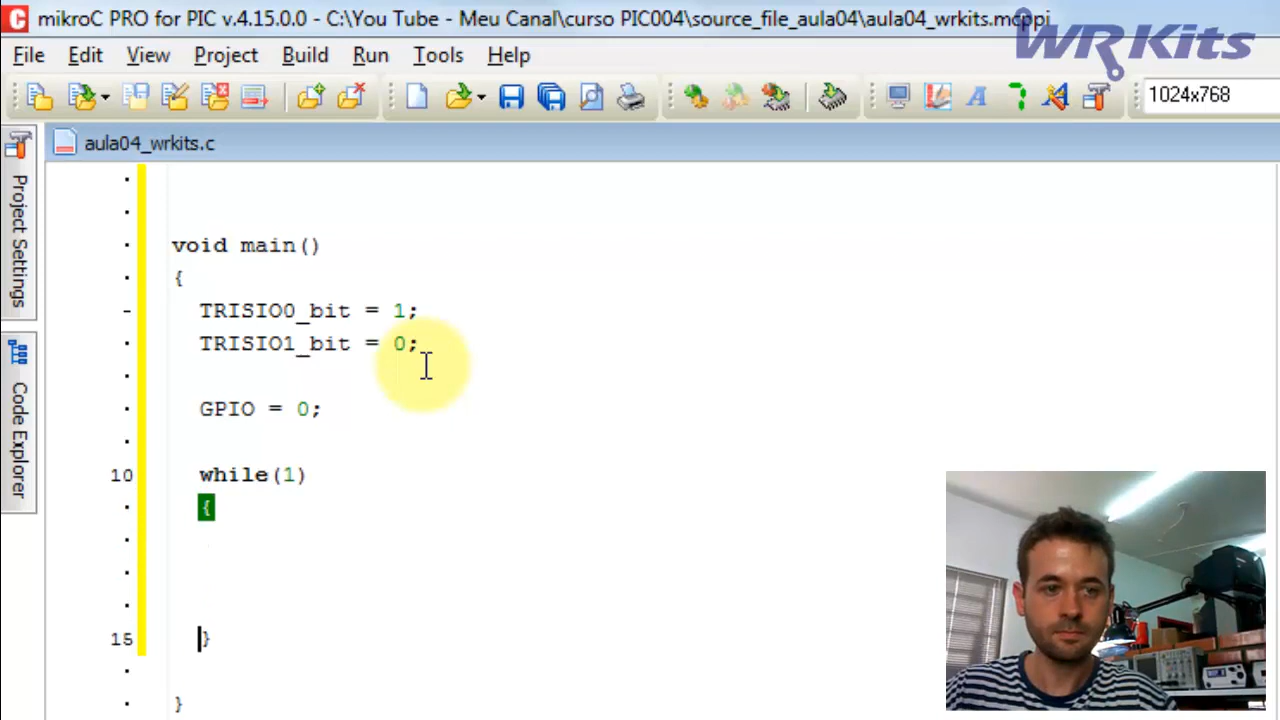 mikroC PRO for PIC v.4.15.0.0 - C:\You Tube - Meu Canal\curso PIC004\source_file_aula04\aula04_wrkits.mcppi
WR Kits
File Edit View Project Build Run Tools Help
1024x768
aula04_wrkits.c
Project Settings
Code Explorer
void main()
{
TRISIO0_bit = 1;
TRISIO1_bit = 0;
GPIO = 0;
10 while(1)
{
15 }
}